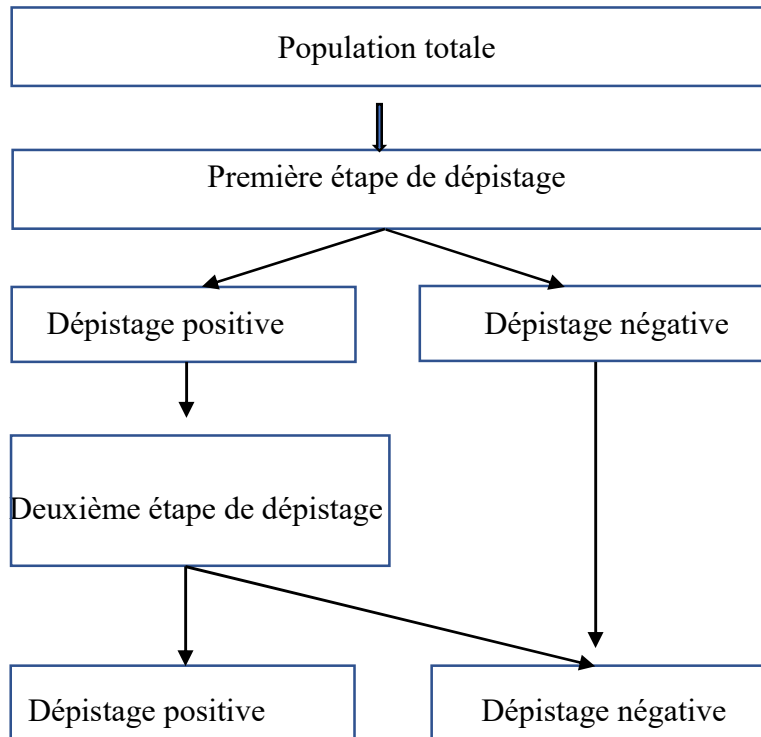 Population totale
Première étape de dépistage
Dépistage positive
Dépistage négative
Deuxième étape de dépistage
Dépistage positive
Dépistage négative